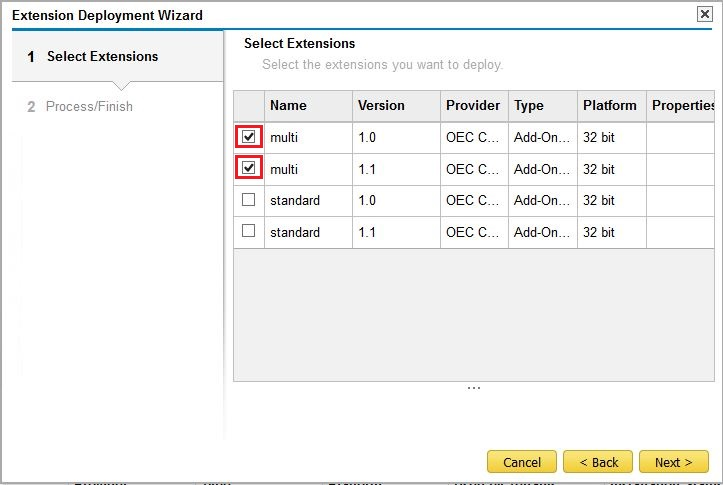 Extension Deployment Wizard
1 Select Extensions
2 Process/Finish
Select Extensions
Select the extensions you want to deploy.
Name Version Provider Type Platform Properties
multi 1.0 OEC C... Add-On... 32 bit
multi 1.1 OEC C... Add-On... 32 bit
standard 1.0 OEC C... Add-On... 32 bit
standard 1.1 OEC C... Add-On... 32 bit
...
Cancel < Back Next >